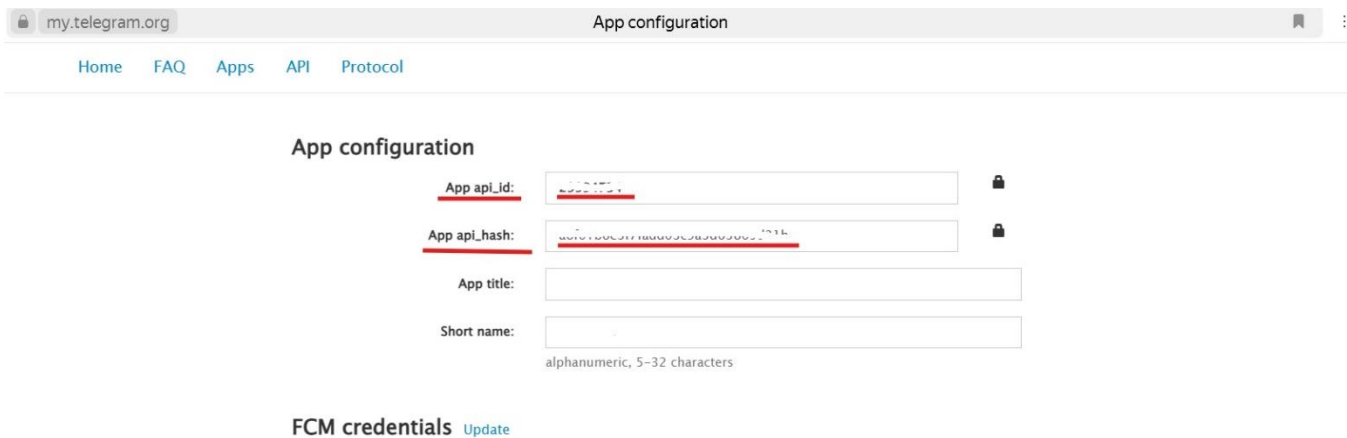 my.telegram.org App configuration
Home FAQ Apps API Protocol
App configuration
App api_id:
App api_hash:
App title:
Short name:
alphanumeric, 5-32 characters
FCM credentials Update